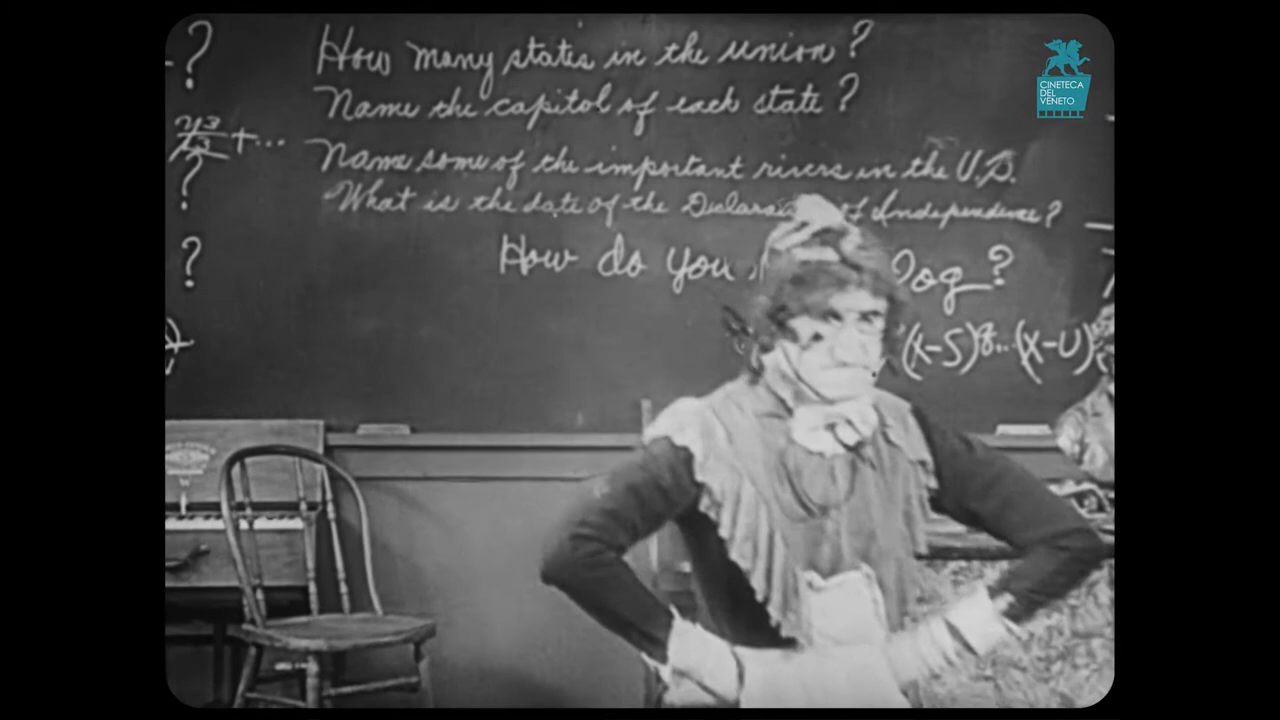 ?
How many states in the union?
Name the capitol of each state?
+...
Name some of the important rivers in the U.S.
?
What is the date of the of Independence?
?
How do you Dog?
(X-S)8...(X-U)
CINETECA
DEL
VENETO